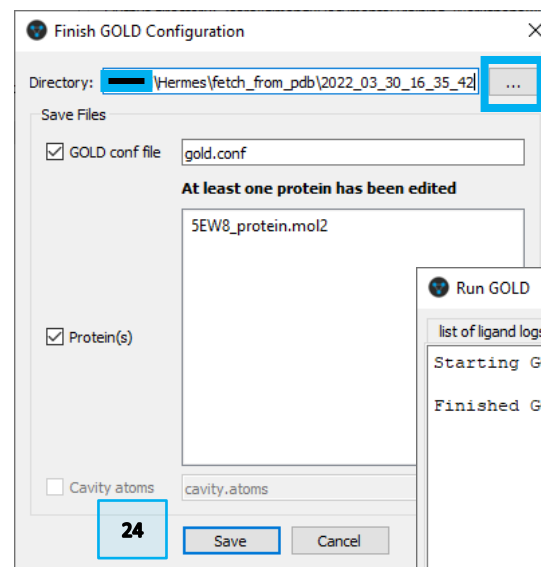 Finish GOLD Configuration
Directory: \Hermes\fetch_from_pdb\2022_03_30_16_35_42 ...
Save Files
GOLD conf file gold.conf
At least one protein has been edited
5EW8_protein.mol2
Run GOLD
list of ligand logs
Starting G
Protein(s)
Finished G
Cavity atoms cavity.atoms
24
Save Cancel